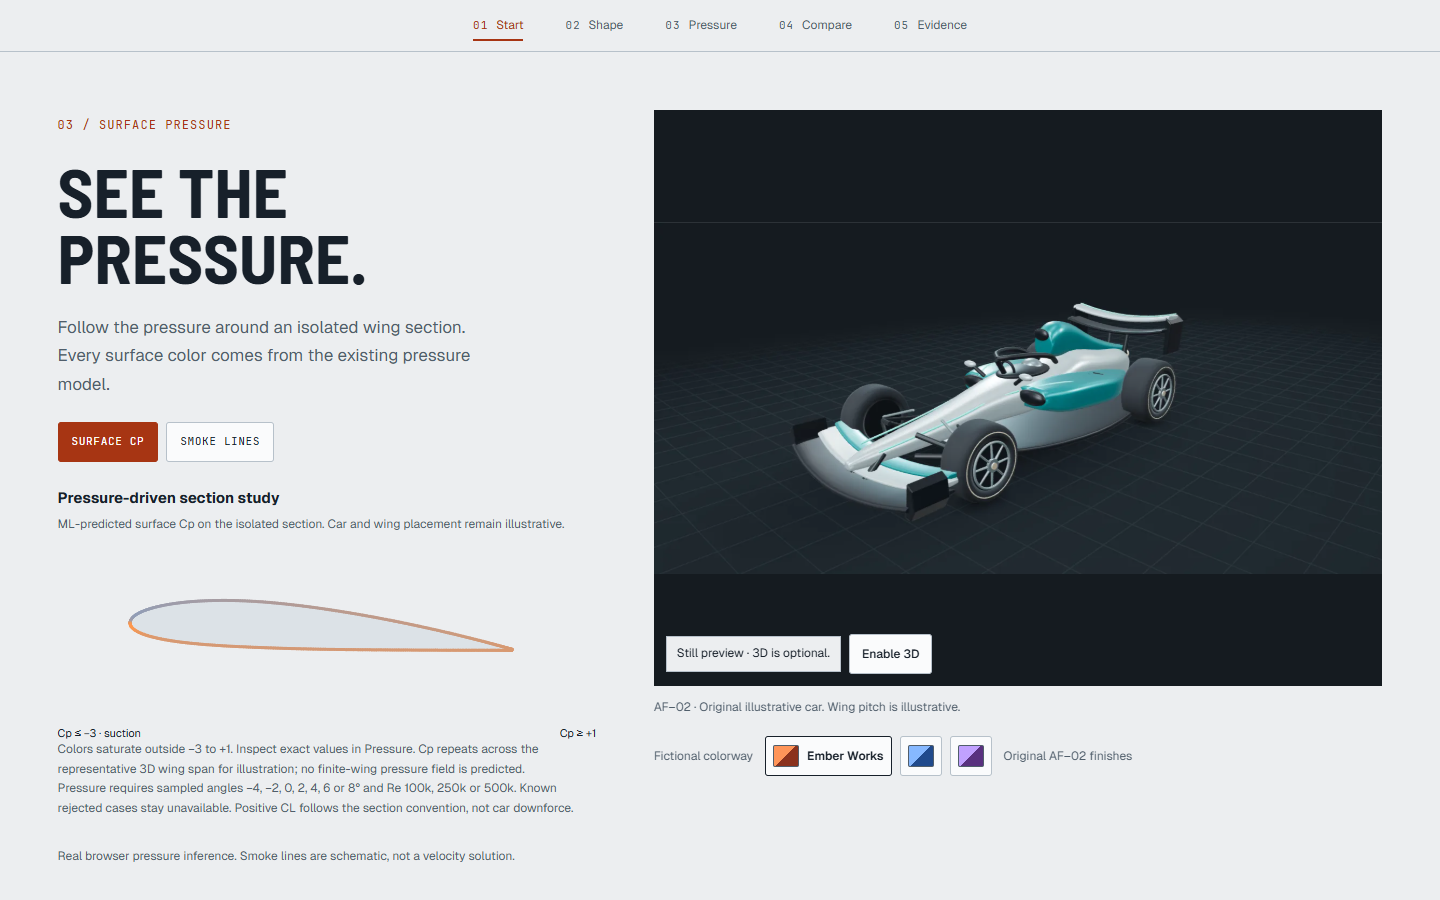 01 Start
02 Shape
03 Pressure
04 Compare
05 Evidence
03 / SURFACE PRESSURE
SEE THE
PRESSURE.
Follow the pressure around an isolated wing section.
Every surface color comes from the existing pressure
model.
SURFACE CP
SMOKE LINES
Pressure-driven section study
ML-predicted surface Cp on the isolated section. Car and wing placement remain illustrative.
Cp ≤ −3 · suction
Cp ≥ +1
Colors saturate outside −3 to +1. Inspect exact values in Pressure. Cp repeats across the
representative 3D wing span for illustration; no finite-wing pressure field is predicted.
Pressure requires sampled angles −4, −2, 0, 2, 4, 6 or 8° and Re 100k, 250k or 500k. Known
rejected cases stay unavailable. Positive CL follows the section convention, not car downforce.
Real browser pressure inference. Smoke lines are schematic, not a velocity solution.
Still preview · 3D is optional.
Enable 3D
AF–02 · Original illustrative car. Wing pitch is illustrative.
Fictional colorway
Ember Works
Original AF–02 finishes